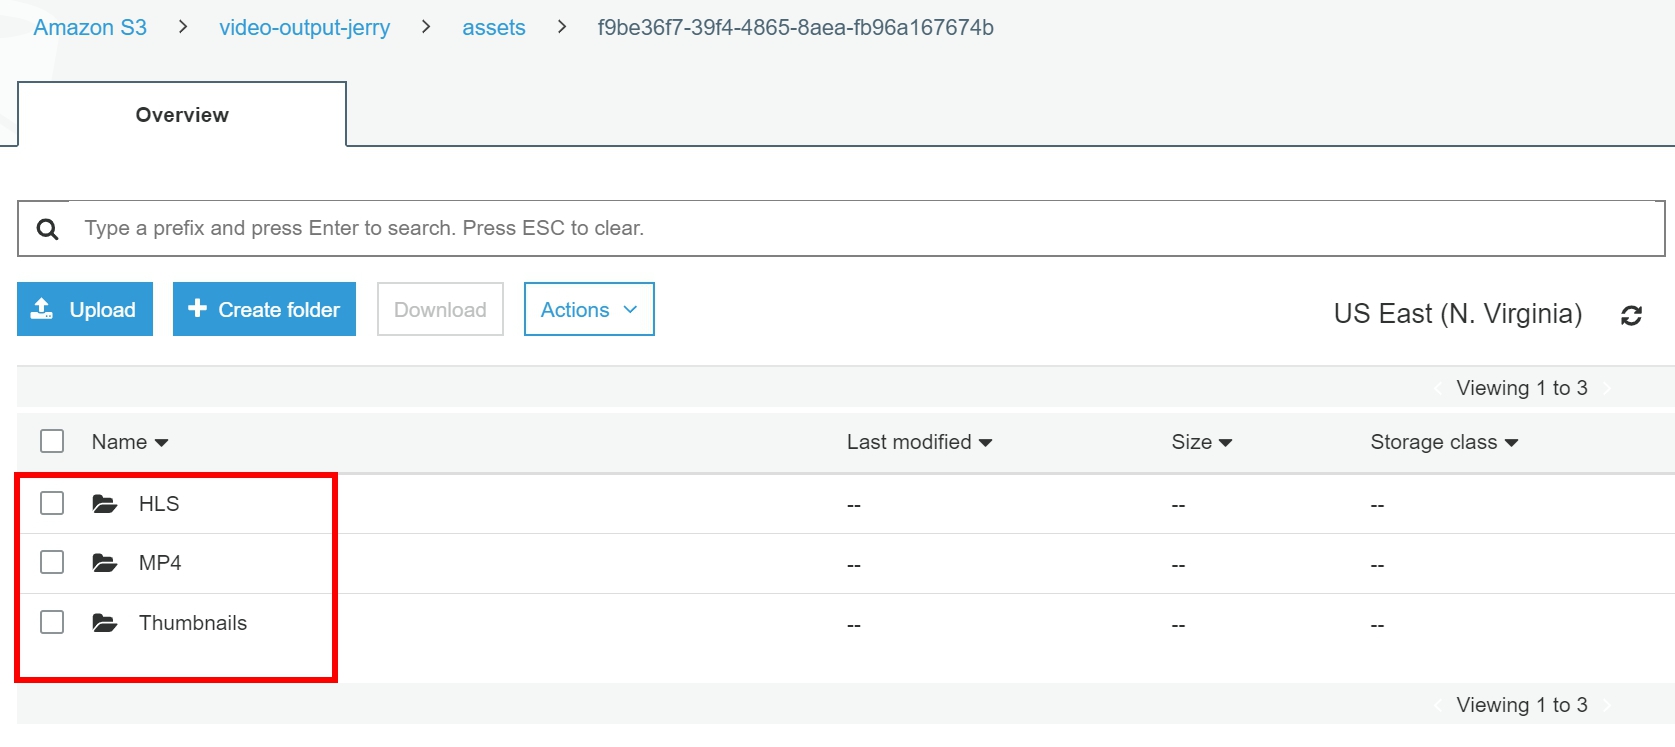 Amazon S3 > video-output-jerry > assets > f9be36f7-39f4-4865-8aea-fb96a167674b
Overview
Type a prefix and press Enter to search. Press ESC to clear.
Upload Create folder Download Actions US East (N. Virginia)
Viewing 1 to 3
Name Last modified Size Storage class
HLS -- -- --
MP4 -- -- --
Thumbnails -- -- --
Viewing 1 to 3